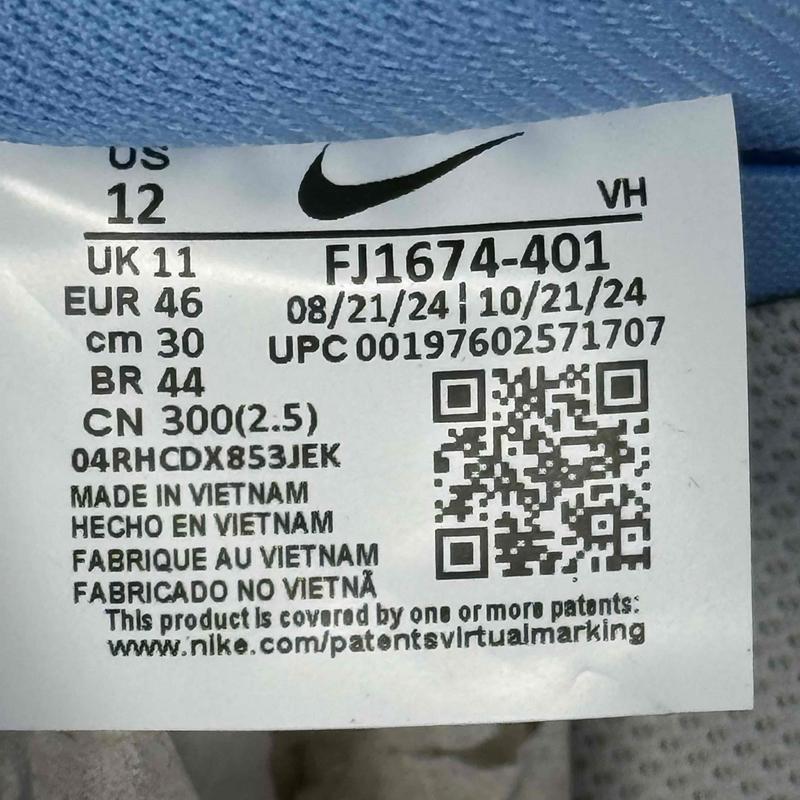 US
12
VH
UK 11
FJ1674-401
EUR 46
08/21/24 | 10/21/24
cm 30
UPC 00197602571707
BR 44
CN 300(2.5)
04RHCDX853JEK
MADE IN VIETNAM
HECHO EN VIETNAM
FABRIQUE AU VIETNAM
FABRICADO NO VIETNÃ
This product is covered by one or more patents:
www.nike.com/patentsvirtualmarking